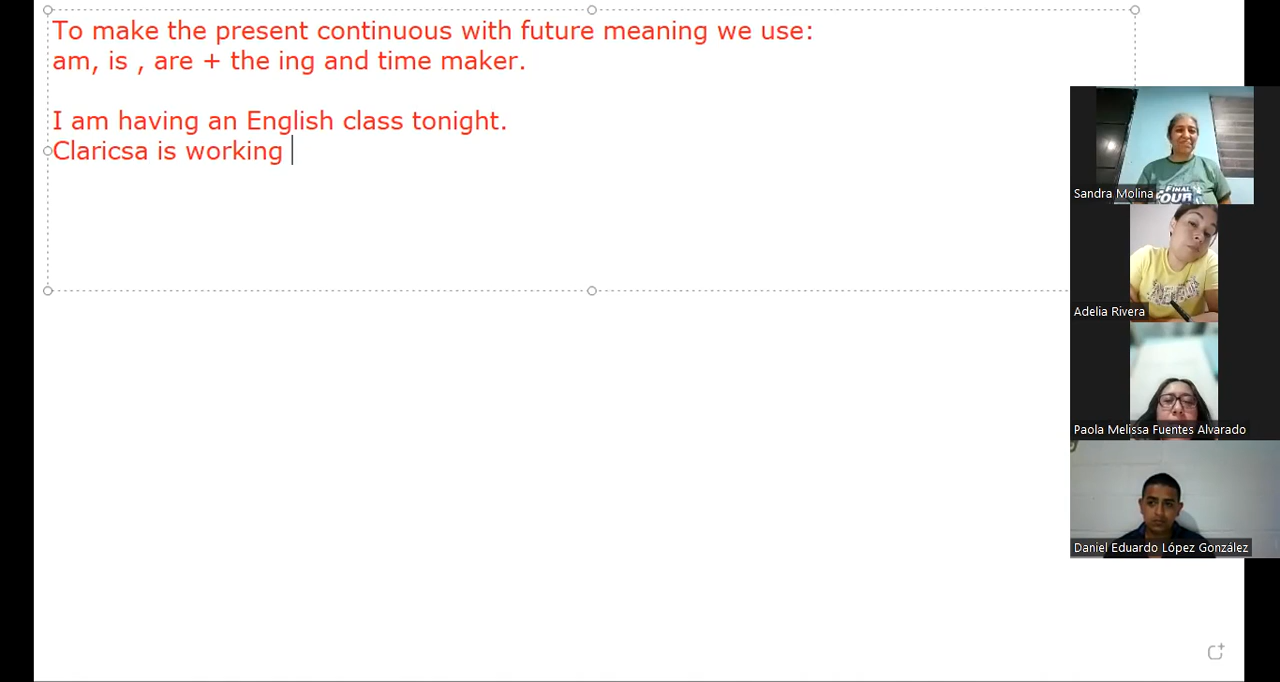 To make the present continuous with future meaning we use:
am, is , are + the ing and time maker.
I am having an English class tonight.
Claricsa is working
Sandra Molina
FINAL
FOUR
Adelia Rivera
Paola Melissa Fuentes Alvarado
Daniel Eduardo López González